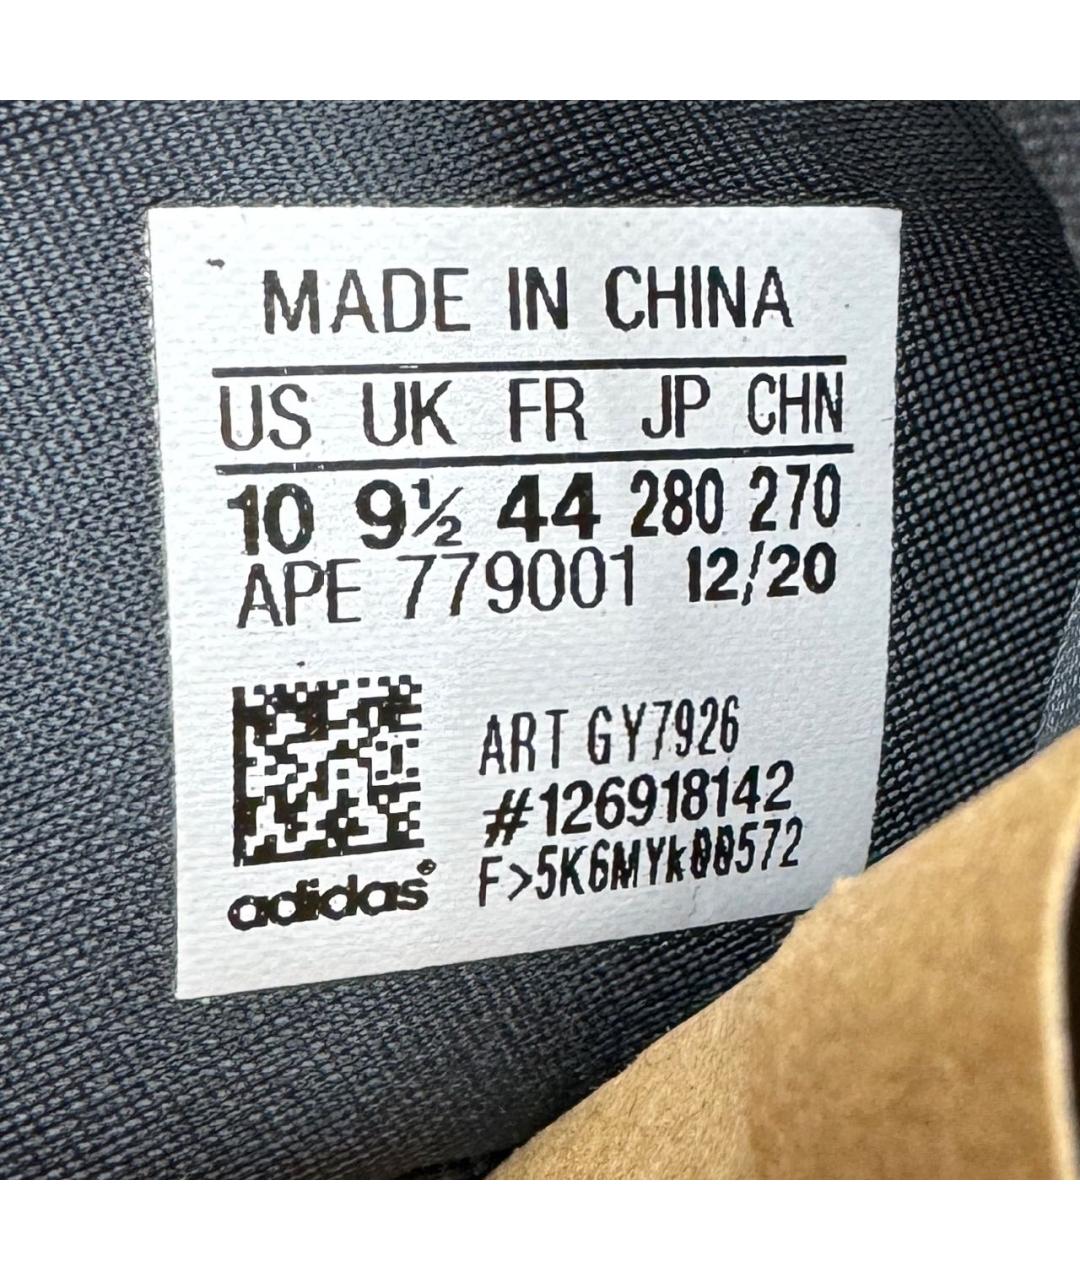 MADE IN CHINA
US UK FR JP CHN
10 9½ 44 280 270
APE 779001 12/20
ART GY7926
#126918142
F>5K6MYk00572
adidas®